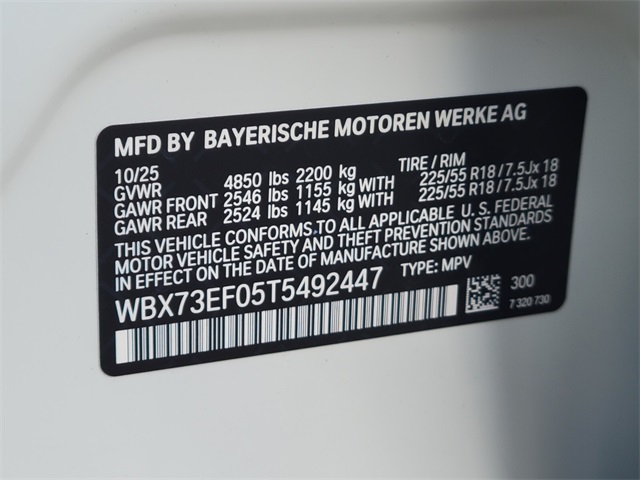 MFD BY BAYERISCHE MOTOREN WERKE AG
10/25 TIRE / RIM
GVWR 4850 lbs 2200 kg
GAWR FRONT 2546 lbs 1155 kg WITH 225/55 R18 / 7.5Jx 18
GAWR REAR 2524 lbs 1145 kg WITH 225/55 R18 / 7.5Jx 18
THIS VEHICLE CONFORMS TO ALL APPLICABLE U. S. FEDERAL
MOTOR VEHICLE SAFETY AND THEFT PREVENTION STANDARDS
IN EFFECT ON THE DATE OF MANUFACTURE SHOWN ABOVE.
WBX73EF05T5492447 TYPE: MPV
300
7 320 730